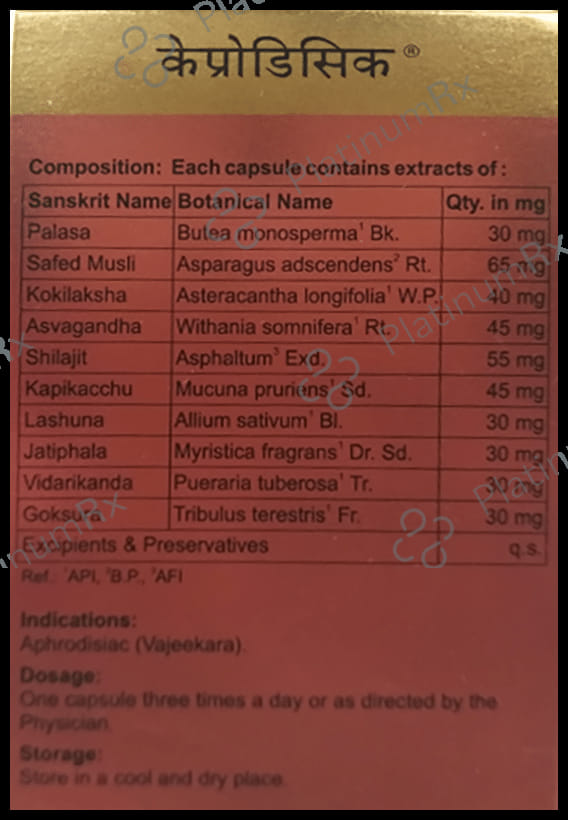 केप्रोडिसिक®
Composition: Each capsule contains extracts of :
Sanskrit Name Botanical Name Qty. in mg
Palasa Butea monosperma¹ Bk. 30 mg
Safed Musli Asparagus adscendens² Rt. 65 mg
Kokilaksha Asteracantha longifolia¹ W.P. 40 mg
Asvagandha Withania somnifera¹ Rt. 45 mg
Shilajit Asphaltum³ Exd. 55 mg
Kapikacchu Mucuna pruriens¹ Sd. 45 mg
Lashuna Allium sativum¹ Bl. 30 mg
Jatiphala Myristica fragrans¹ Dr. Sd. 30 mg
Vidarikanda Pueraria tuberosa¹ Tr. 30 mg
Goksura Tribulus terestris¹ Fr. 30 mg
Excipients & Preservatives q.s.
Ref.: ¹API, ²B.P., ³AFI
Indications:
Aphrodisiac (Vajeekara).
Dosage:
One capsule three times a day or as directed by the
Physician.
Storage:
Store in a cool and dry place.
PlatinumRx
PlatinumRx
PlatinumRx
PlatinumRx